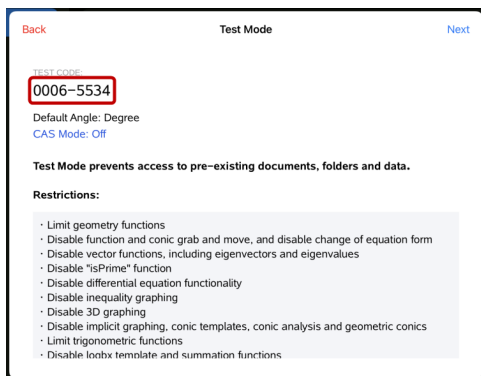 Back Test Mode Next
TEST CODE:
0006-5534
Default Angle: Degree
CAS Mode: Off
Test Mode prevents access to pre-existing documents, folders and data.
Restrictions:
· Limit geometry functions
· Disable function and conic grab and move, and disable change of equation form
· Disable vector functions, including eigenvectors and eigenvalues
· Disable "isPrime" function
· Disable differential equation functionality
· Disable inequality graphing
· Disable 3D graphing
· Disable implicit graphing, conic templates, conic analysis and geometric conics
· Limit trigonometric functions
· Disable logbx template and summation functions